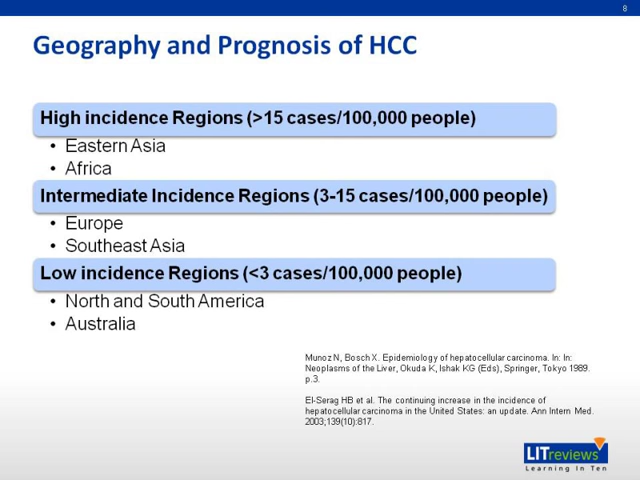 8
Geography and Prognosis of HCC
High incidence Regions (>15 cases/100,000 people)
• Eastern Asia
• Africa
Intermediate Incidence Regions (3-15 cases/100,000 people)
• Europe
• Southeast Asia
Low incidence Regions (<3 cases/100,000 people)
• North and South America
• Australia
Munoz N, Bosch X. Epidemiology of hepatocellular carcinoma. In: In:
Neoplasms of the Liver, Okuda K, Ishak KG (Eds), Springer, Tokyo 1989.
p.3.
El-Serag HB et al. The continuing increase in the incidence of
hepatocellular carcinoma in the United States: an update. Ann Intern Med.
2003;139(10):817.
LITreviews
Learning In Ten